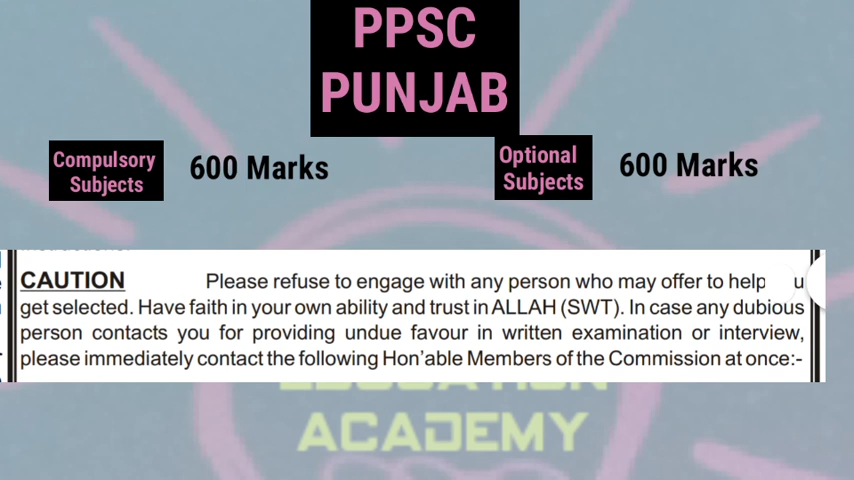 PPSC
PUNJAB
Compulsory
Subjects
600 Marks
Optional
Subjects
600 Marks
CAUTION Please refuse to engage with any person who may offer to help u
get selected. Have faith in your own ability and trust in ALLAH (SWT). In case any dubious
person contacts you for providing undue favour in written examination or interview,
please immediately contact the following Hon'able Members of the Commission at once:-
ACADEMY